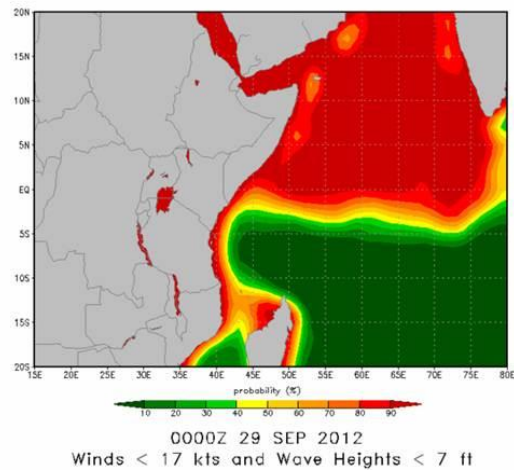 20N
15N
10N
5N
EQ
5S
10S
15S
20S
15E 20E 25E 30E 35E 40E 45E 50E 55E 60E 65E 70E 75E 80E
probability (%)
10 20 30 40 50 60 70 80 90
0000Z 29 SEP 2012
Winds < 17 kts and Wave Heights < 7 ft